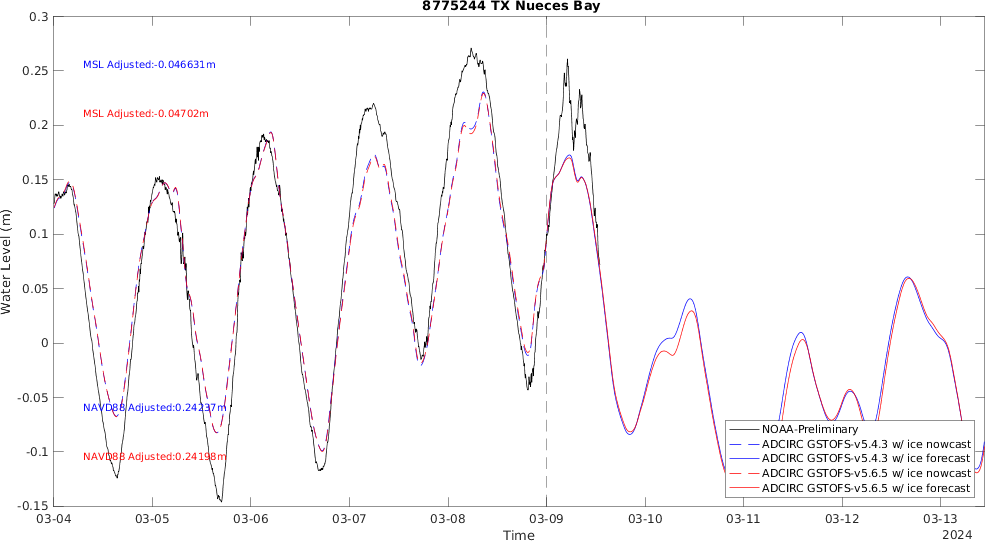 8775244 TX Nueces Bay
Water Level (m)
0.3
0.25
0.2
0.15
0.1
0.05
0
-0.05
-0.1
-0.15
MSL Adjusted:-0.046631m
MSL Adjusted:-0.04702m
NAVD88 Adjusted:0.24237m
NAVD88 Adjusted:0.24198m
NOAA-Preliminary
ADCIRC GSTOFS-v5.4.3 w/ ice nowcast
ADCIRC GSTOFS-v5.4.3 w/ ice forecast
ADCIRC GSTOFS-v5.6.5 w/ ice nowcast
ADCIRC GSTOFS-v5.6.5 w/ ice forecast
03-04 03-05 03-06 03-07 03-08 03-09 03-10 03-11 03-12 03-13
Time
2024